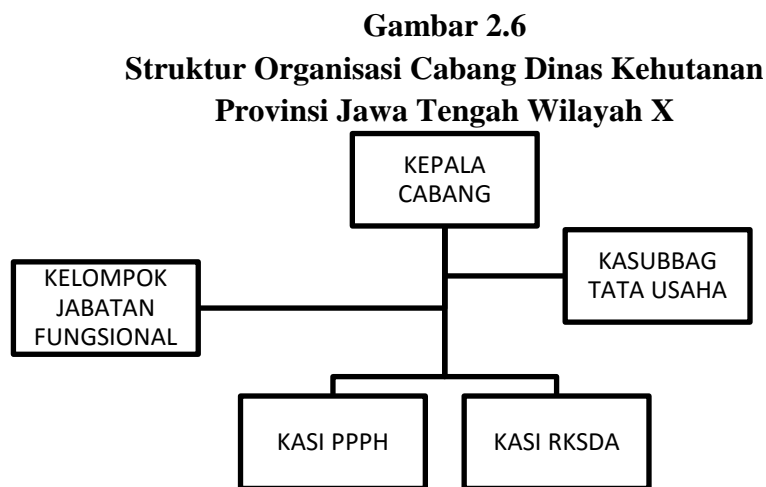 Gambar 2.6
Struktur Organisasi Cabang Dinas Kehutanan
Provinsi Jawa Tengah Wilayah X
KEPALA
CABANG
KASUBBAG
TATA USAHA
KELOMPOK
JABATAN
FUNGSIONAL
KASI PPPH
KASI RKSDA